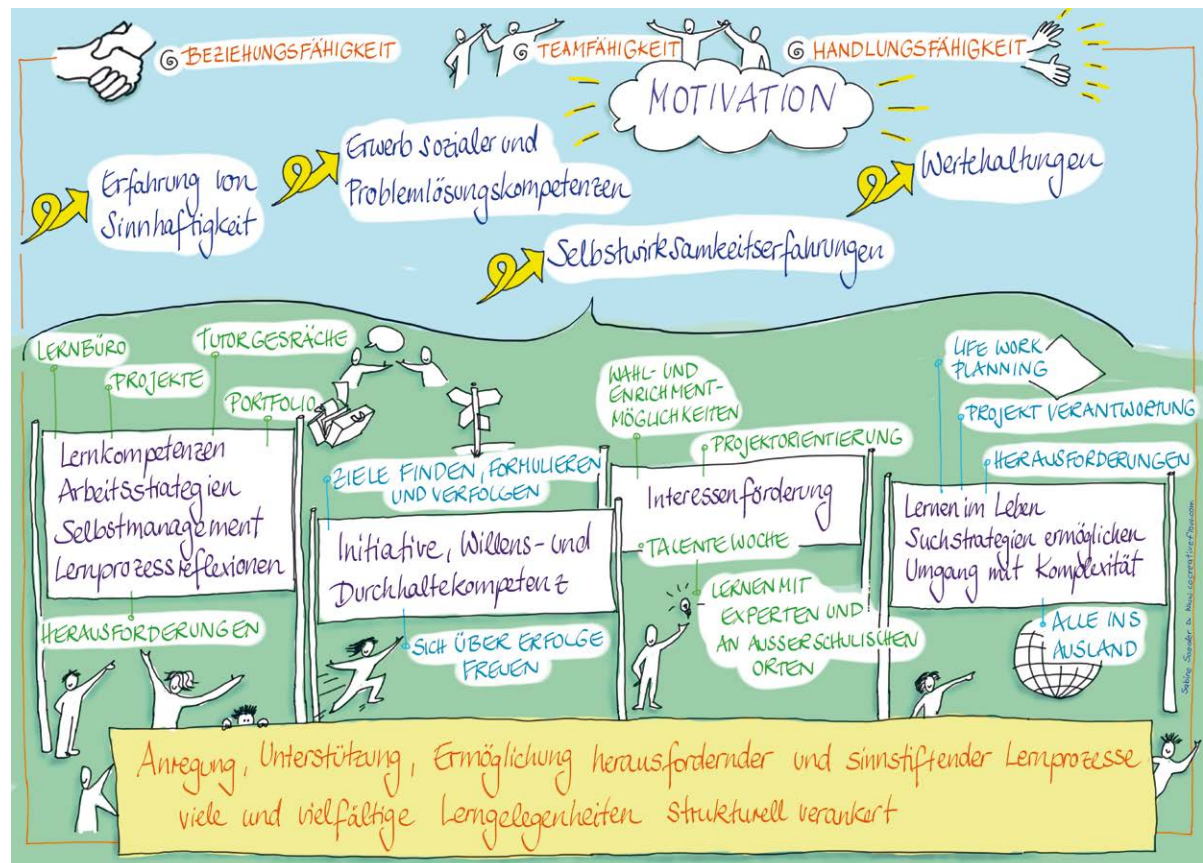 BEZIEHUNGSFÄHIGKEIT
TEAMFÄHIGKEIT
HANDLUNGSFÄHIGKEIT
MOTIVATION
Erfahrung von
Sinnhaftigkeit
Erwerb sozialer und
Problemlösungskompetenzen
Selbstwirksamkeitserfahrungen
Wertehaltungen
LERNBÜRO
PROJEKTE
TUTORGESPRÄCHE
PORTFOLIO
Lernkompetenzen
Arbeitsstrategien
Selbstmanagement
Lernprozessreflexionen
HERAUSFORDERUNGEN
ZIELE FINDEN, FORMULIEREN
UND VERFOLGEN
Initiative, Willens- und
Durchhaltekompetenz
SICH ÜBER ERFOLGE
FREUEN
WAHL- UND
ENRICHMENT-
MÖGLICHKEITEN
PROJEKTORIENTIERUNG
Interessenförderung
TALENTEWOCHE
LERNEN MIT
EXPERTEN UND
AN AUSSERSCHULISCHEN
ORTEN
LIFE WORK
PLANNING
PROJEKT VERANTWORTUNG
HERAUSFORDERUNGEN
Lernen im Leben
Suchstrategien ermöglichen
Umgang mit Komplexität
ALLE INS
AUSLAND
Anregung, Unterstützung, Ermöglichung herausfordernder und sinnstiftender Lernprozesse
viele und vielfältige Lerngelegenheiten strukturell verankert
Sabine